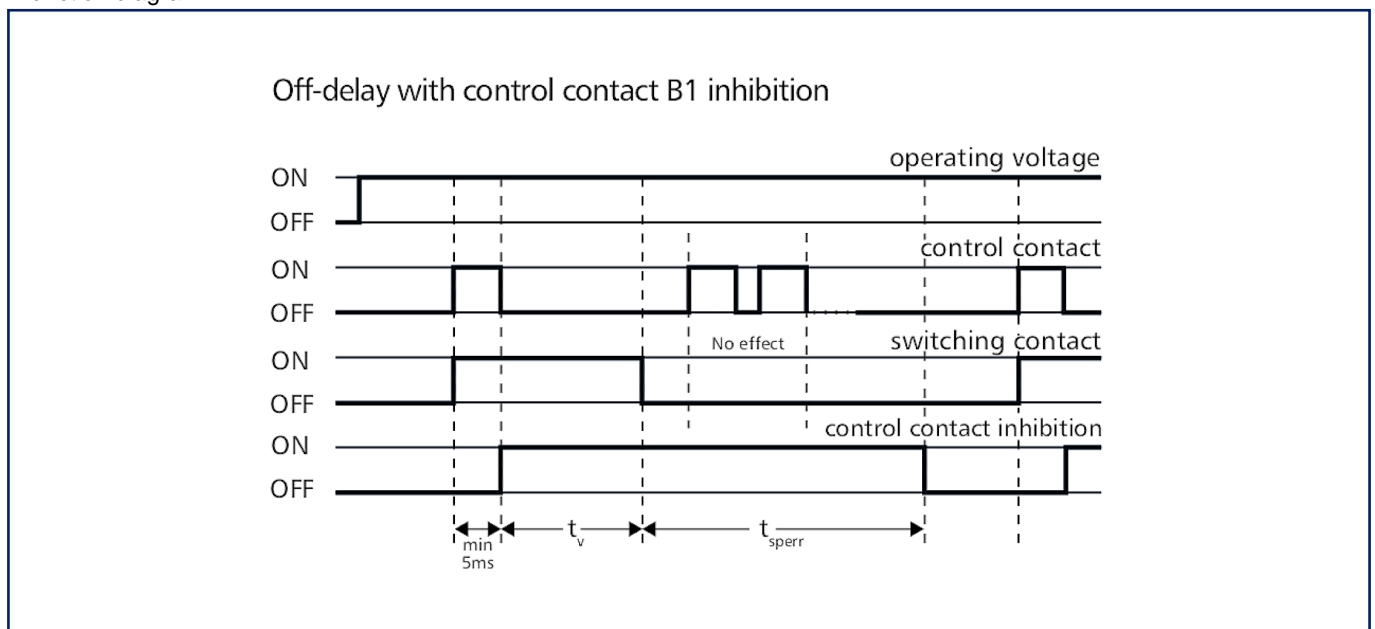 Off-delay with control contact B1 inhibition
operating voltage
ON
OFF
control contact
ON
OFF
No effect
switching contact
ON
OFF
control contact inhibition
ON
OFF
min
5ms
tv
tsperr